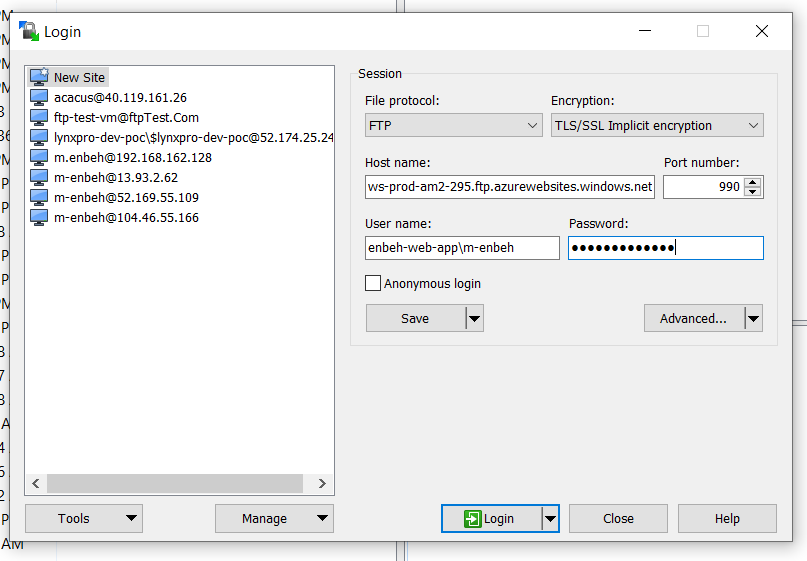 Login
New Site
acacus@40.119.161.26
ftp-test-vm@ftpTest.Com
lynxpro-dev-poc\$lynxpro-dev-poc@52.174.25.24
m.enbeh@192.168.162.128
m-enbeh@13.93.2.62
m-enbeh@52.169.55.109
m-enbeh@104.46.55.166
Session
File protocol:
Encryption:
FTP
TLS/SSL Implicit encryption
Host name:
Port number:
ws-prod-am2-295.ftp.azurewebsites.windows.net
990
User name:
Password:
enbeh-web-app\m-enbeh
●●●●●●●●●●●●●
Anonymous login
Save
Advanced...
Tools
Manage
Login
Close
Help
AM